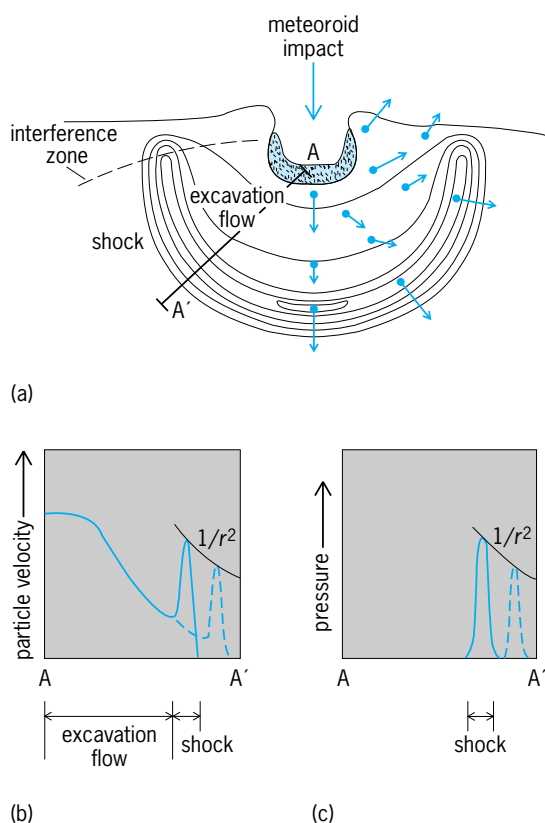 meteoroid
impact
interference
zone
A
excavation
flow
shock
A´
(a)
particle velocity
1/r²
A
A´
excavation
flow
shock
(b)
pressure
1/r²
A
A´
shock
(c)